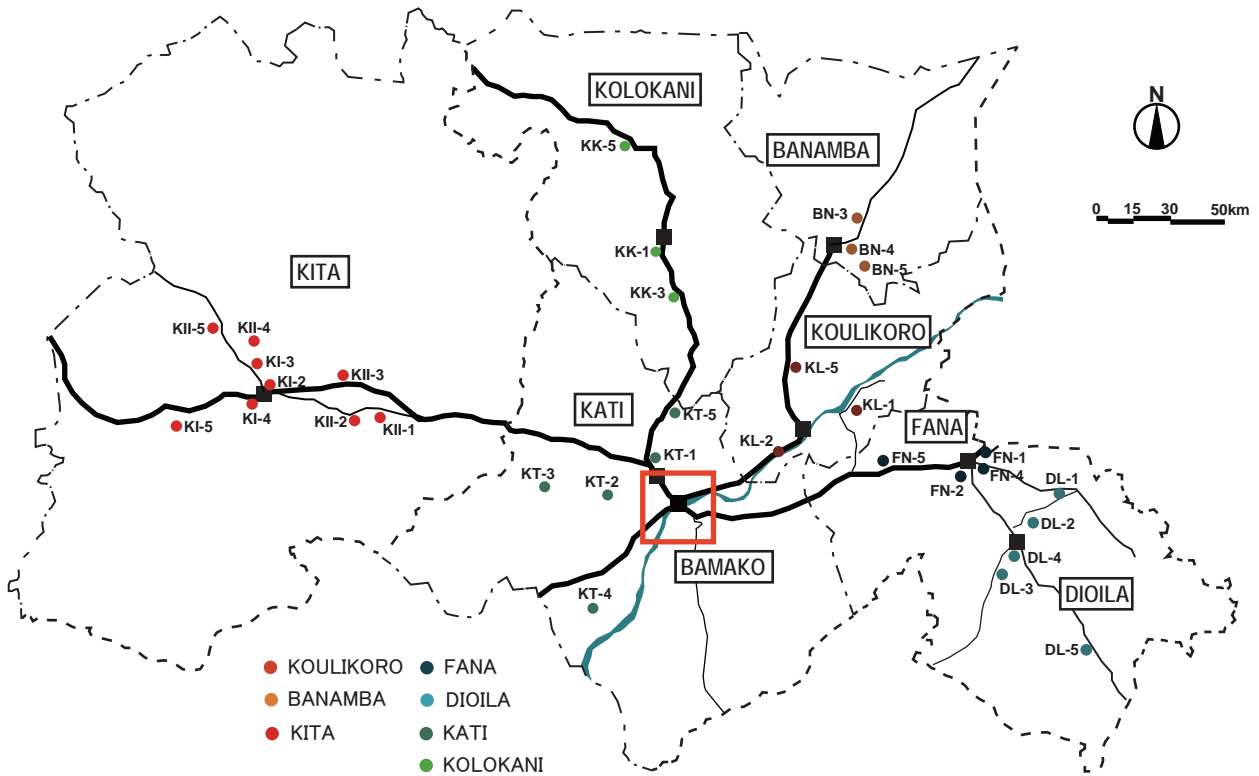 KOLOKANI
N
BANAMBA
KK-5
0 15 30 50km
BN-3
KK-1
BN-4
BN-5
KITA
KK-3
KII-5
KII-4
KOULIKORO
KI-3
KL-5
KI-2
KII-3
KI-4
KATI
KT-5
KL-1
KI-5
KII-2
KII-1
FANA
KL-2
KT-1
FN-5
FN-1
KT-3
KT-2
FN-4
FN-2
DL-1
DL-2
BAMAKO
DL-4
DL-3
KT-4
DIOILA
DL-5
KOULIKORO
FANA
BANAMBA
DIOILA
KITA
KATI
KOLOKANI